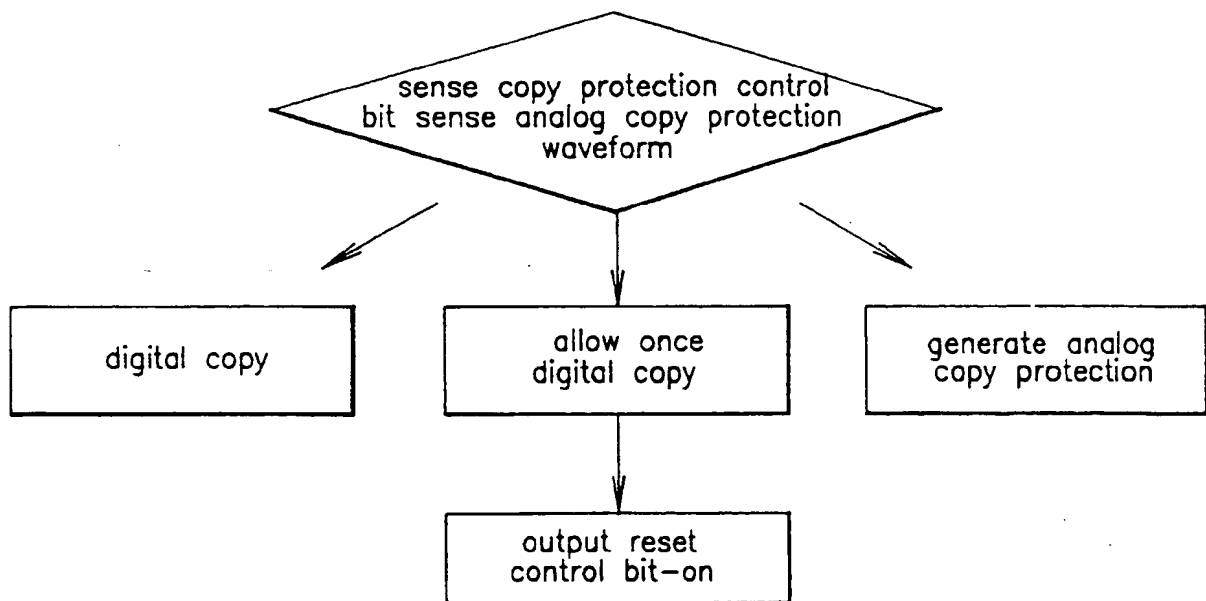 sense copy protection control
bit sense analog copy protection
waveform
digital copy
allow once
digital copy
generate analog
copy protection
output reset
control bit-on